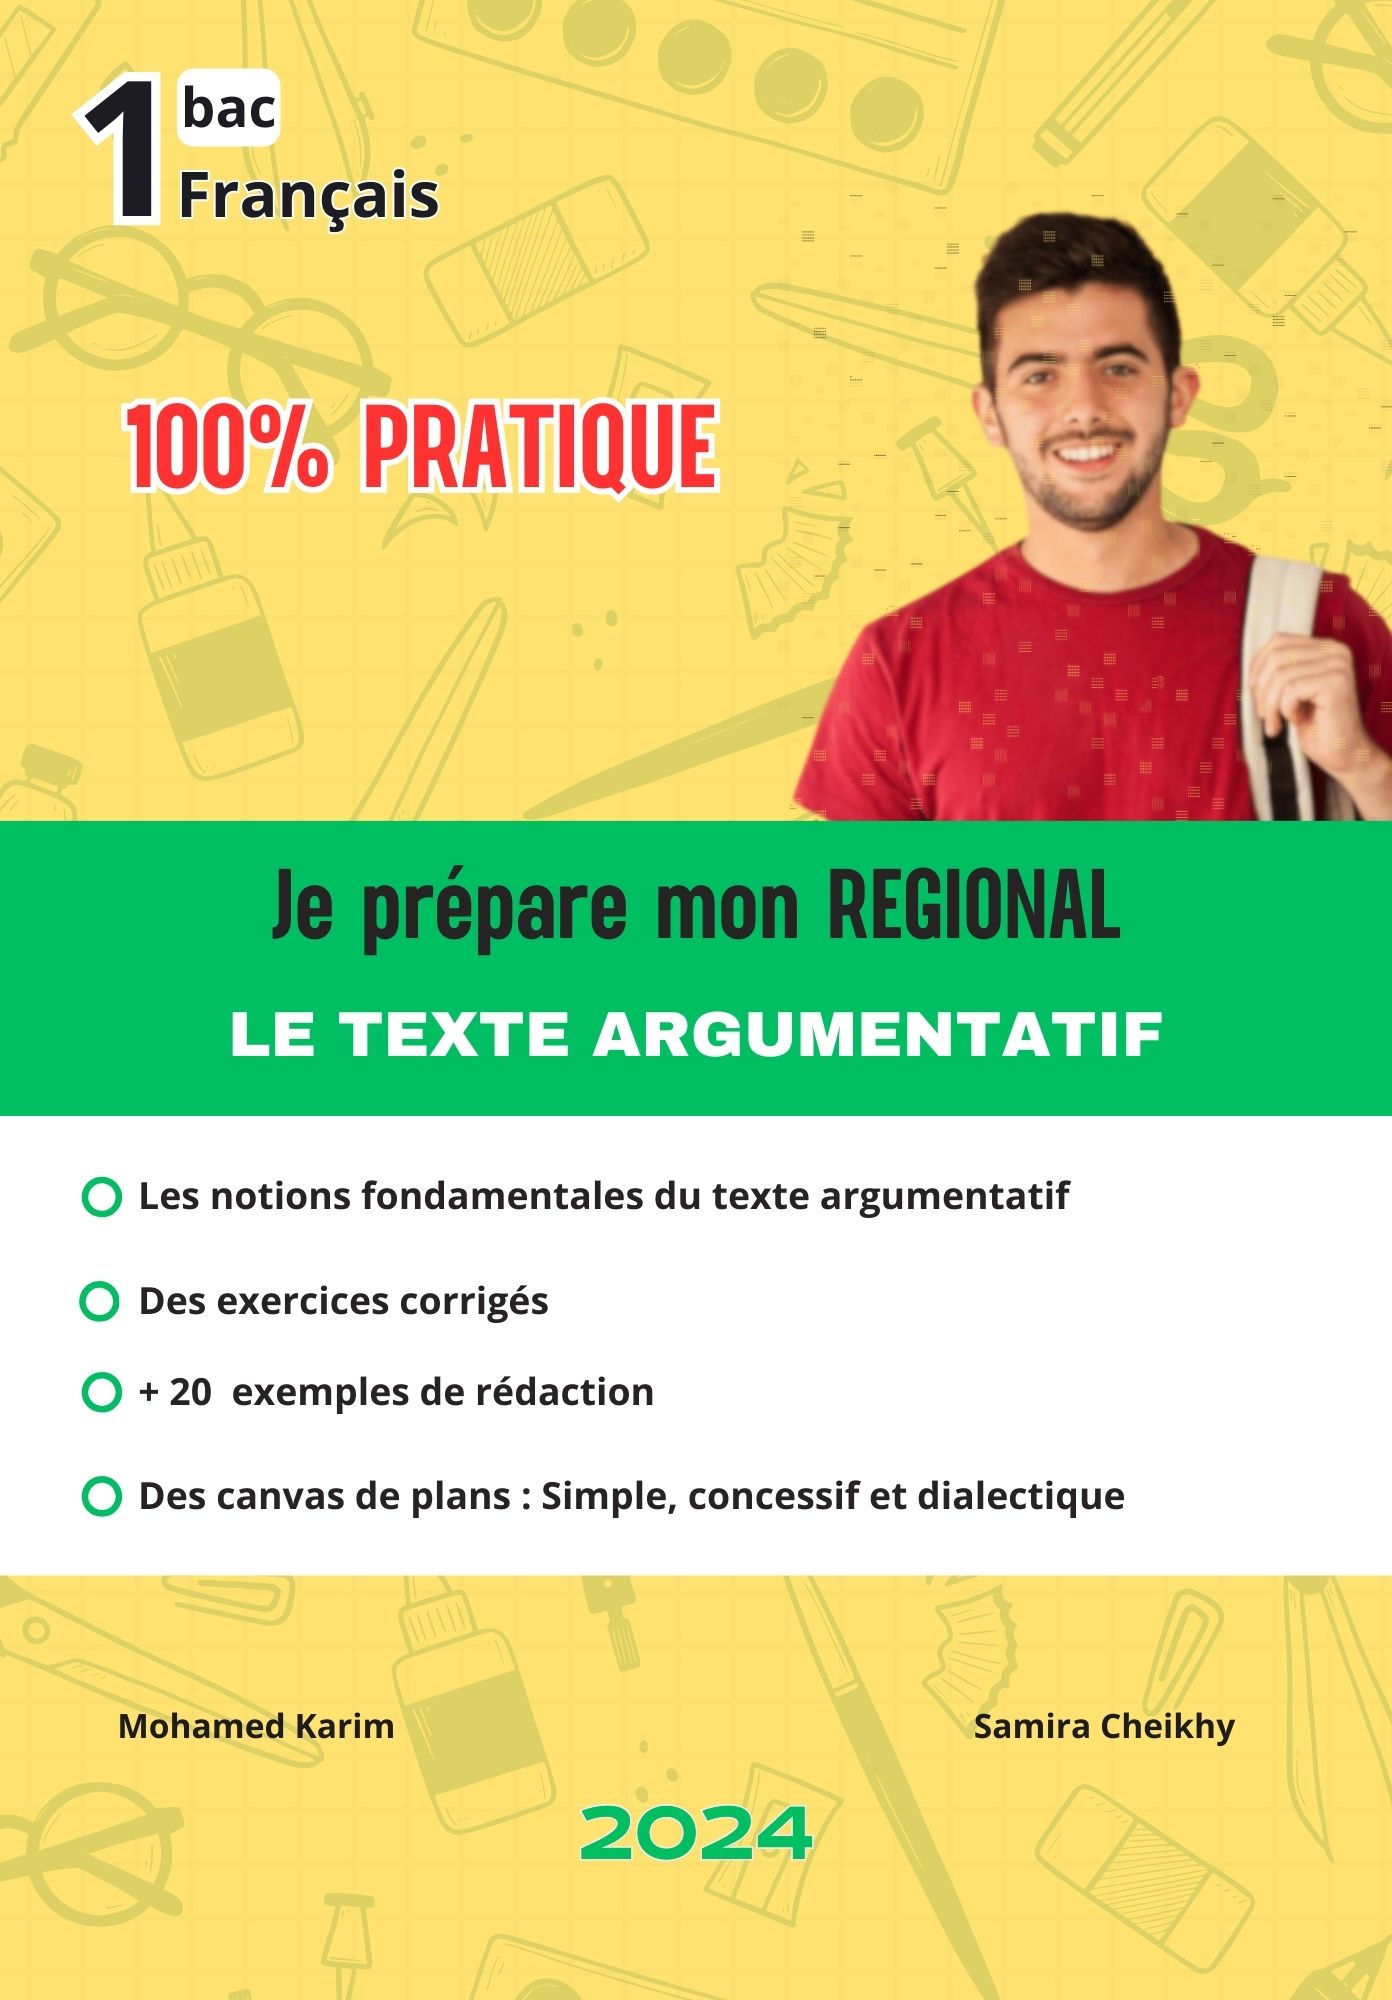 1 bac
Français
100% PRATIQUE
Je prépare mon REGIONAL
LE TEXTE ARGUMENTATIF
Les notions fondamentales du texte argumentatif
Des exercices corrigés
+ 20 exemples de rédaction
Des canvas de plans : Simple, concessif et dialectique
Mohamed Karim
Samira Cheikhy
2024